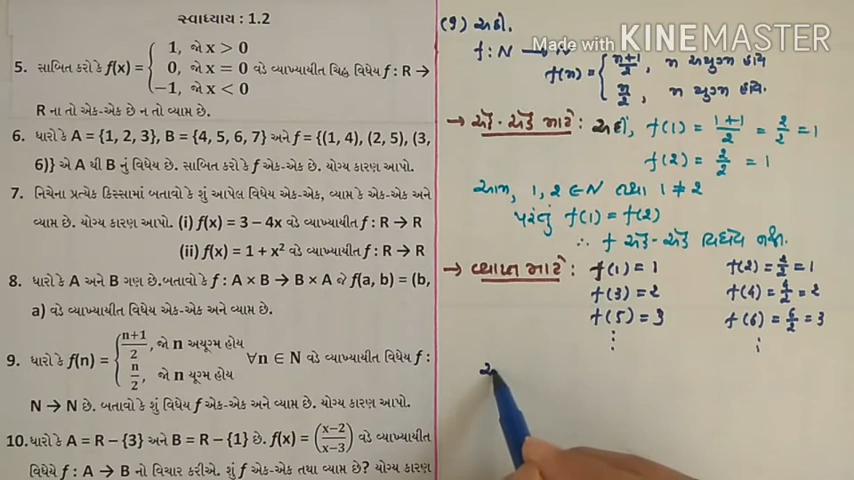 સ્વાધ્યાય : 1.2
5. સાબિત કરો કે f(x) = { 1, જો x > 0
0, જો x = 0 વડે વ્યાખ્યાયીત ચિહ્ન વિધેય f : R →
−1, જો x < 0
R ના તો એક-એક છે ન તો વ્યાપ્ત છે.
6. ધારો કે A = {1, 2, 3}, B = {4, 5, 6, 7} અને f = {(1, 4), (2, 5), (3,
6)} એ A થી B નું વિધેય છે. સાબિત કરો કે f એક-એક છે. યોગ્ય કારણ આપો.
7. નિચેના પ્રત્યેક કિસ્સામાં બતાવો કે શું આપેલ વિધેય એક-એક, વ્યાપ્ત કે એક-એક અને
વ્યાપ્ત છે. યોગ્ય કારણ આપો. (i) f(x) = 3 − 4x વડે વ્યાખ્યાયીત f : R → R
(ii) f(x) = 1 + x² વડે વ્યાખ્યાયીત f : R → R
8. ધારો કે A અને B ગણ છે.બતાવો કે f : A × B → B × A જે f(a, b) = (b,
a) વડે વ્યાખ્યાયીત વિધેય એક-એક અને વ્યાપ્ત છે.
9. ધારો કે f(n) = { n+1/2, જો n અયૂગ્મ હોય
n/2, જો n યૂગ્મ હોય ∀n ∈ N વડે વ્યાખ્યાયીત વિધેય f :
N → N છે. બતાવો કે શું વિધેય f એક-એક અને વ્યાપ્ત છે. યોગ્ય કારણ આપો.
10. ધારો કે A = R − {3} અને B = R − {1} છે. f(x) = (x−2/x−3) વડે વ્યાખ્યાયીત
વિધેયે f : A → B નો વિચાર કરીએ. શું f એક-એક તથા વ્યાપ્ત છે? યોગ્ય કારણ
(9) અહીં.
f : N → N
Made with KINEMASTER
f(n) = { n+1/2, n અયુગ્મ હોય
n/2, n યુગ્મ હોય.
→ એક-એક માટે : અહીં, f(1) = 1+1/2 = 2/2 = 1
f(2) = 2/2 = 1
આમ, 1, 2 ∈ N તથા 1 ≠ 2
પરંતુ f(1) = f(2)
∴ f એક-એક વિધેય નથી.
→ વ્યાપ્ત માટે : f(1) = 1 f(2) = 2/2 = 1
f(3) = 2 f(4) = 4/2 = 2
f(5) = 3 f(6) = 6/2 = 3
⋮ ⋮